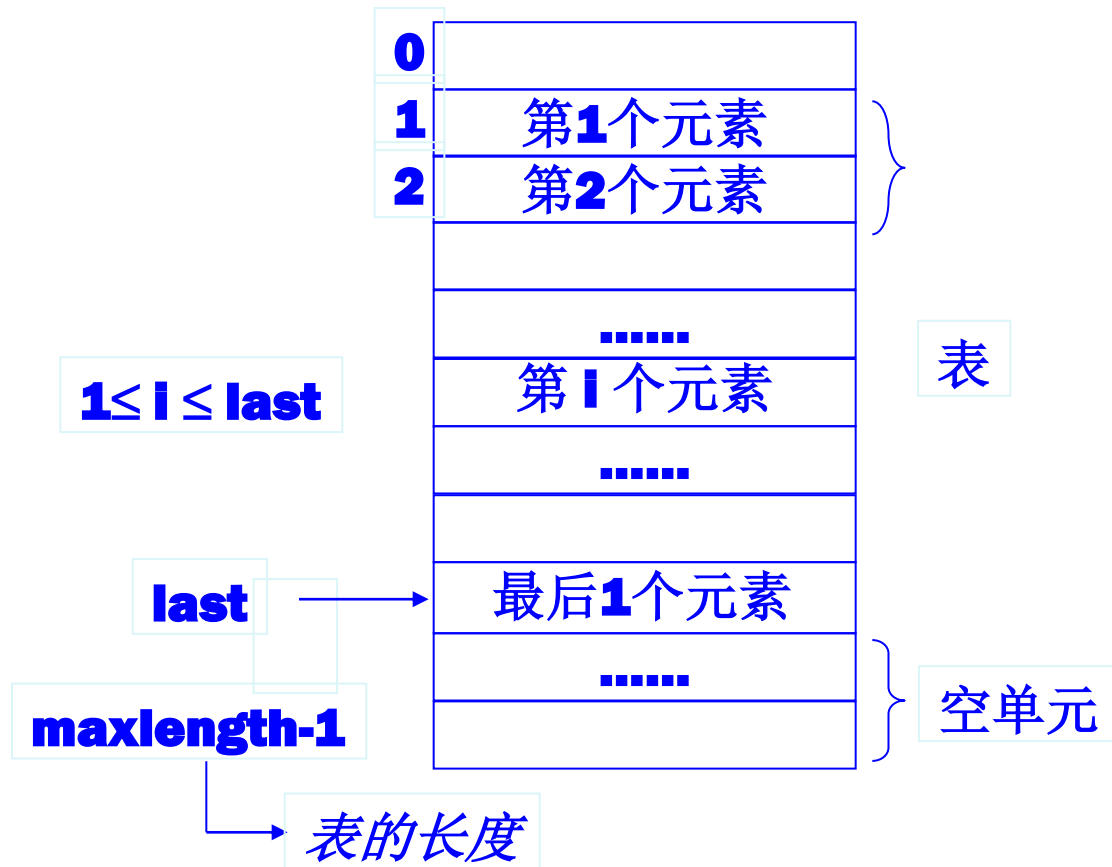 0
1 第1个元素
2 第2个元素
……
表
第 i 个元素
1≤ i ≤ last
……
last 最后1个元素
……
空单元
maxlength-1
表的长度